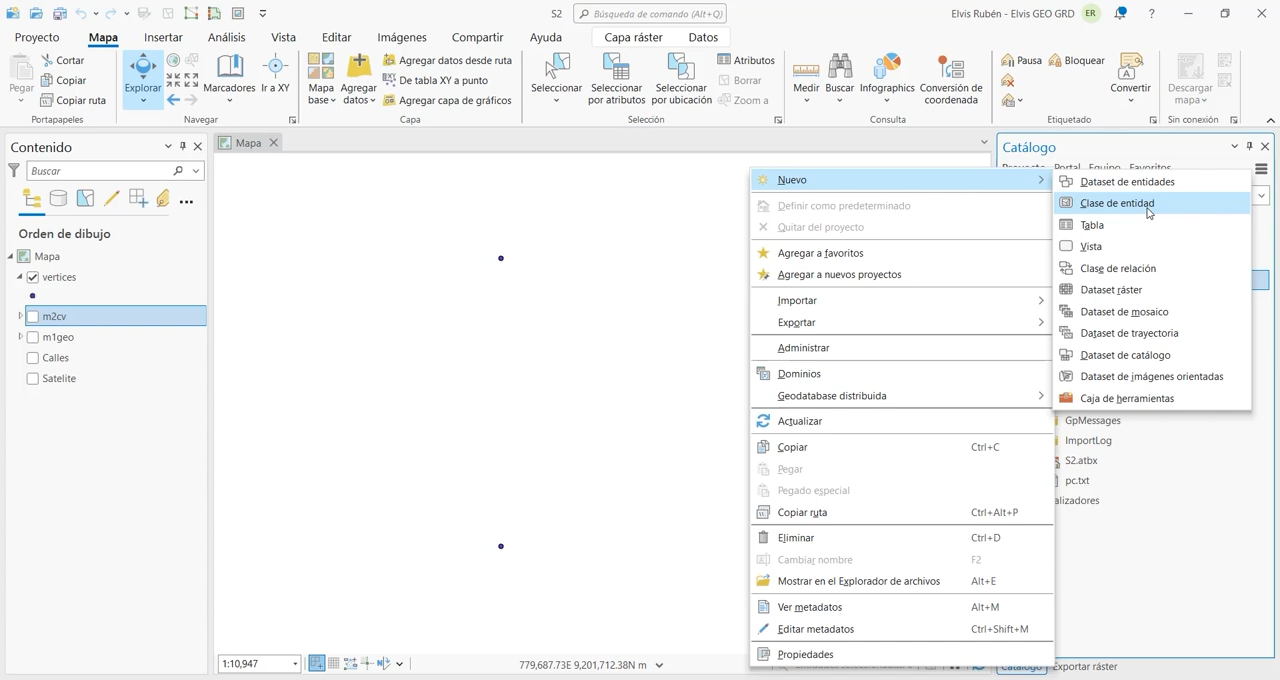 S2
Búsqueda de comando (Alt+Q)
Elvis Rubén - Elvis GEO GRD
ER
?
Proyecto
Mapa
Insertar
Análisis
Vista
Editar
Imágenes
Compartir
Ayuda
Capa ráster
Datos
Pegar
Cortar
Copiar
Copiar ruta
Portapapeles
Explorar
Marcadores
Ir a XY
Navegar
Mapa base
Agregar datos
Agregar datos desde ruta
De tabla XY a punto
Agregar capa de gráficos
Capa
Seleccionar
Seleccionar por atributos
Seleccionar por ubicación
Atributos
Borrar
Zoom a
Selección
Medir
Buscar
Infographics
Conversión de coordenada
Consulta
Pausa
Bloquear
Convertir
Etiquetado
Descargar mapa
Sin conexión
Contenido
Buscar
Orden de dibujo
Mapa
vertices
m2cv
m1geo
Calles
Satelite
Mapa
1:10,947
779,687.73E 9,201,712.38N m
Catálogo
Proyecto Portal Equipo Favoritos
Nuevo
Definir como predeterminado
Quitar del proyecto
Agregar a favoritos
Agregar a nuevos proyectos
Importar
Exportar
Administrar
Dominios
Geodatabase distribuida
Actualizar
Copiar Ctrl+C
Pegar
Pegado especial
Copiar ruta Ctrl+Alt+P
Eliminar Ctrl+D
Cambiar nombre F2
Mostrar en el Explorador de archivos Alt+E
Ver metadatos Alt+M
Editar metadatos Ctrl+Shift+M
Propiedades
Dataset de entidades
Clase de entidad
Tabla
Vista
Clase de relación
Dataset ráster
Dataset de mosaico
Dataset de trayectoria
Dataset de catálogo
Dataset de imágenes orientadas
Caja de herramientas
GpMessages
ImportLog
S2.atbx
pc.txt
alizadores
Catálogo
Exportar ráster